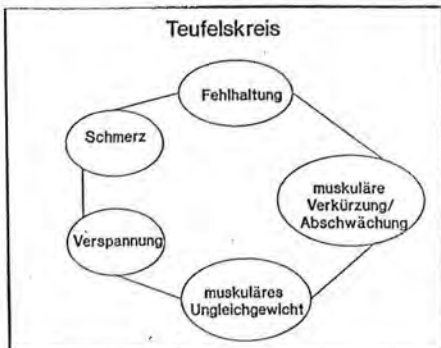 Teufelskreis
Fehlhaltung
muskuläre
Verkürzung/
Abschwächung
muskuläres
Ungleichgewicht
Verspannung
Schmerz